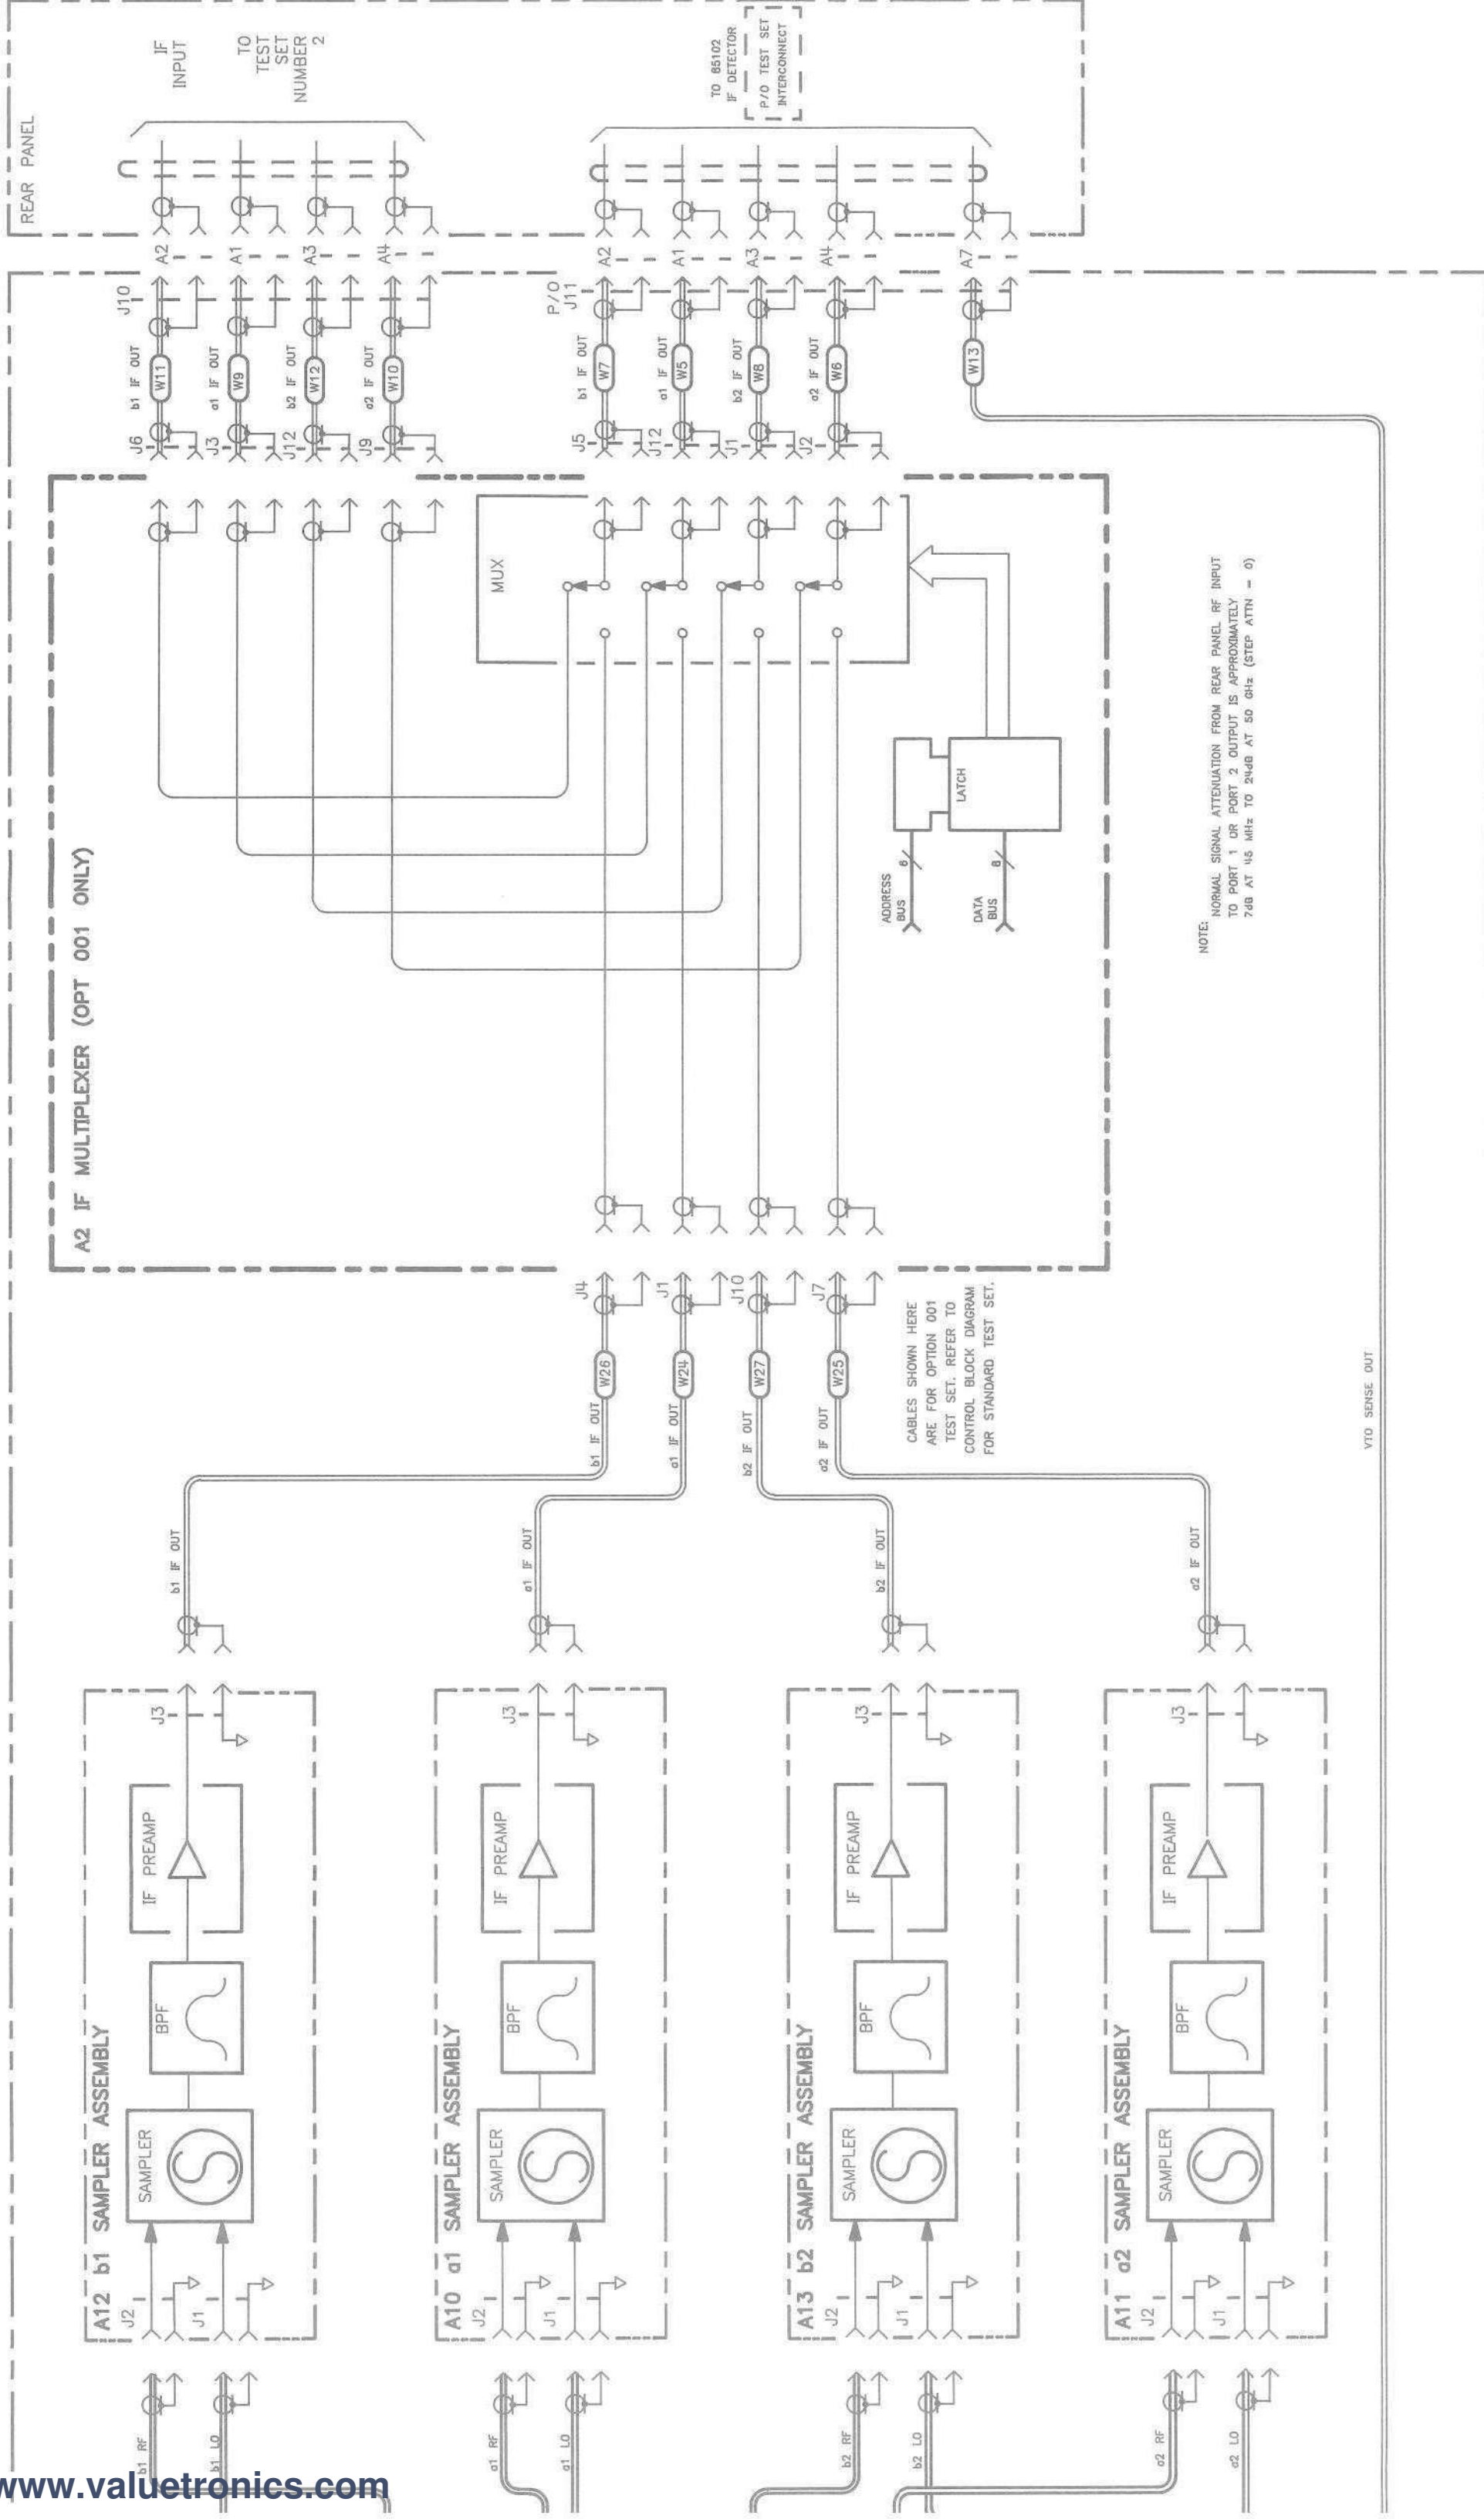 REAR PANEL
IF
INPUT
TO
TEST
SET
NUMBER
2
TO 85102
IF DETECTOR
P/O TEST SET
INTERCONNECT
A2
A1
A3
A4
A2
A1
A3
A4
A7
J10
b1 IF OUT
W11
J6
a1 IF OUT
W9
J3
b2 IF OUT
W12
J12
a2 IF OUT
W10
J9
P/O
J11
b1 IF OUT
W7
J5
a1 IF OUT
W5
J12
b2 IF OUT
W8
J1
a2 IF OUT
W6
J2
W13
A2 IF MULTIPLEXER (OPT 001 ONLY)
MUX
LATCH
ADDRESS
BUS
6
DATA
BUS
8
NOTE:
NORMAL SIGNAL ATTENUATION FROM REAR PANEL RF INPUT
TO PORT 1 OR PORT 2 OUTPUT IS APPROXIMATELY
7dB AT 45 MHz TO 24dB AT 50 GHz (STEP ATTN = 0)
J4
W26
b1 IF OUT
J1
W24
a1 IF OUT
J10
W27
b2 IF OUT
J7
W25
a2 IF OUT
CABLES SHOWN HERE
ARE FOR OPTION 001
TEST SET. REFER TO
CONTROL BLOCK DIAGRAM
FOR STANDARD TEST SET.
VTO SENSE OUT
b1 IF OUT
a1 IF OUT
b2 IF OUT
a2 IF OUT
A12 b1 SAMPLER ASSEMBLY
J2
J1
SAMPLER
BPF
IF PREAMP
J3
b1 RF
b1 LO
A10 a1 SAMPLER ASSEMBLY
J2
J1
SAMPLER
BPF
IF PREAMP
J3
a1 RF
a1 LO
A13 b2 SAMPLER ASSEMBLY
J2
J1
SAMPLER
BPF
IF PREAMP
J3
b2 RF
b2 LO
A11 a2 SAMPLER ASSEMBLY
J2
J1
SAMPLER
BPF
IF PREAMP
J3
a2 RF
a2 LO
www.valuetronics.com